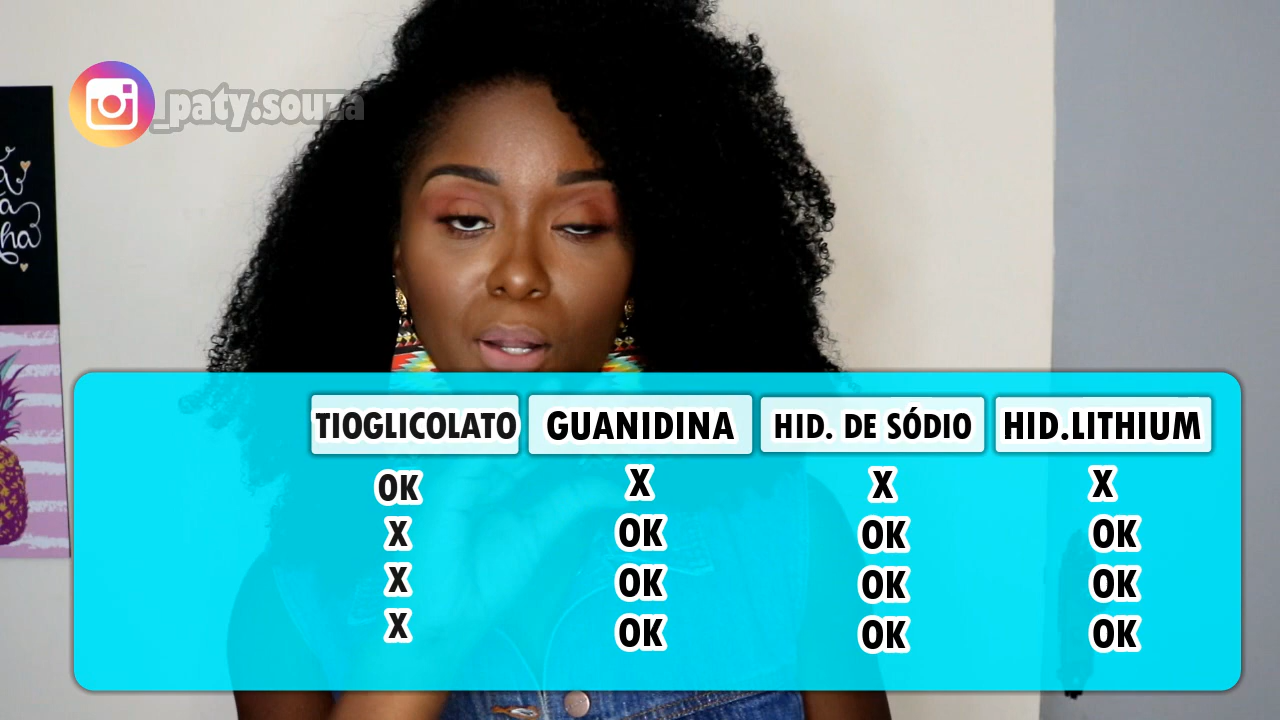 _paty.souza
TIOGLICOLATO GUANIDINA HID. DE SÓDIO HID.LITHIUM
OK X X X
X OK OK OK
X OK OK OK
X OK OK OK